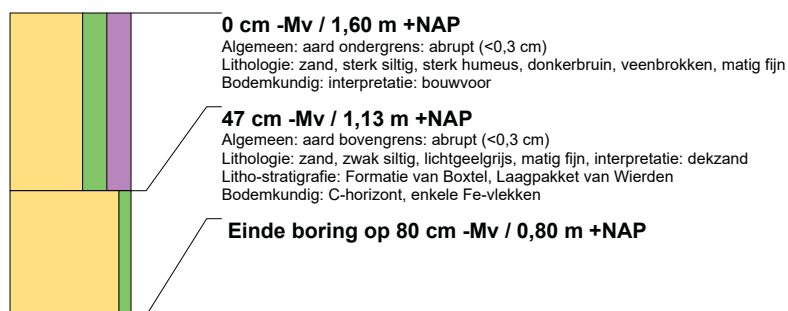 0 cm -Mv / 1,60 m +NAP
Algemeen: aard ondergrens: abrupt (<0,3 cm)
Lithologie: zand, sterk siltig, sterk humeus, donkerbruin, veenbrokken, matig fijn
Bodemkundig: interpretatie: bouwvoor
47 cm -Mv / 1,13 m +NAP
Algemeen: aard bovengrens: abrupt (<0,3 cm)
Lithologie: zand, zwak siltig, lichtgeelgrijs, matig fijn, interpretatie: dekzand
Litho-stratigrafie: Formatie van Boxtel, Laagpakket van Wierden
Bodemkundig: C-horizont, enkele Fe-vlekken
Einde boring op 80 cm -Mv / 0,80 m +NAP